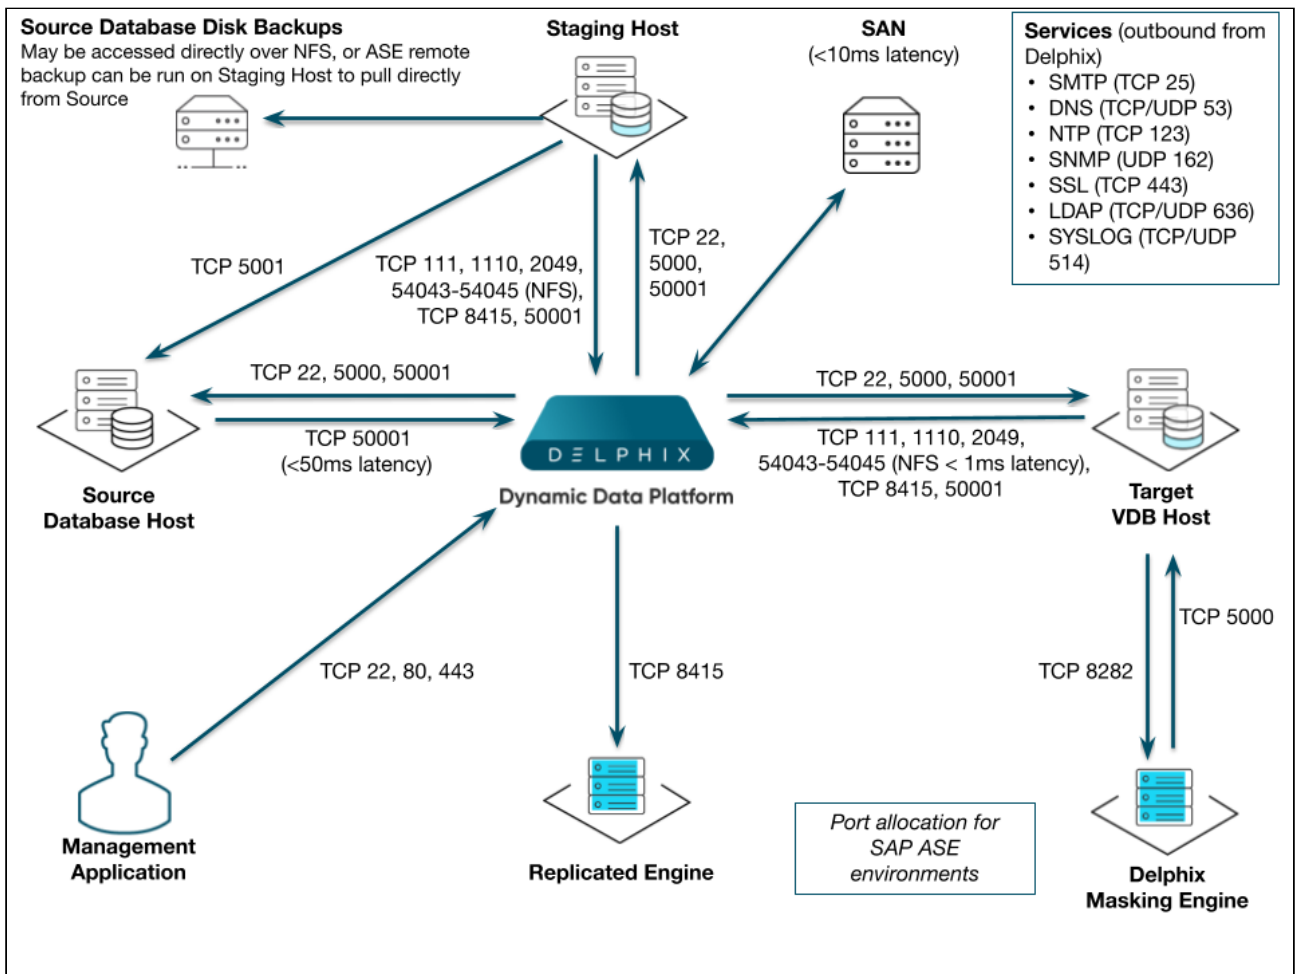 Source Database Disk Backups
May be accessed directly over NFS, or ASE remote
backup can be run on Staging Host to pull directly
from Source
Staging Host
SAN
(<10ms latency)
Services (outbound from
Delphix)
• SMTP (TCP 25)
• DNS (TCP/UDP 53)
• NTP (TCP 123)
• SNMP (UDP 162)
• SSL (TCP 443)
• LDAP (TCP/UDP 636)
• SYSLOG (TCP/UDP
514)
TCP 5001
TCP 111, 1110, 2049,
54043-54045 (NFS),
TCP 8415, 50001
TCP 22,
5000,
50001
TCP 22, 5000, 50001
TCP 50001
(<50ms latency)
TCP 22, 5000, 50001
TCP 111, 1110, 2049,
54043-54045 (NFS < 1ms latency),
TCP 8415, 50001
DELPHIX
Dynamic Data Platform
Source
Database Host
Target
VDB Host
TCP 5000
TCP 22, 80, 443
TCP 8415
TCP 8282
Management
Application
Replicated Engine
Port allocation for
SAP ASE
environments
Delphix
Masking Engine